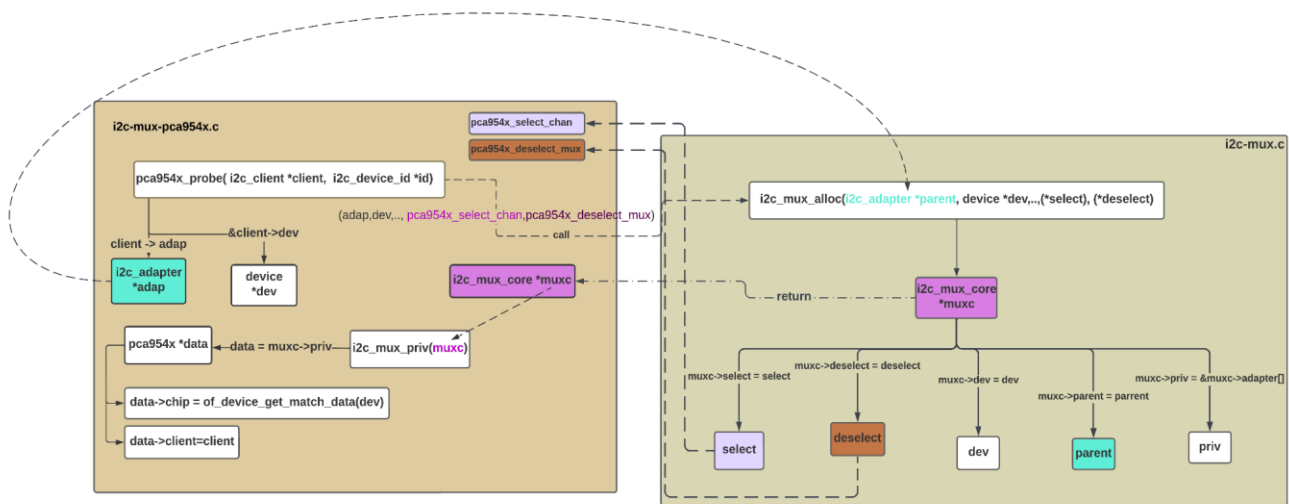 i2c-mux-pca954x.c
pca954x_select_chan
pca954x_deselect_mux
pca954x_probe( i2c_client *client,  i2c_device_id *id)
(adap,dev,.., pca954x_select_chan,pca954x_deselect_mux)
call
client -> adap
&client->dev
i2c_adapter
*adap
device
*dev
i2c_mux_core *muxc
pca954x *data
data = muxc->priv
i2c_mux_priv(muxc)
data->chip = of_device_get_match_data(dev)
data->client=client
i2c-mux.c
i2c_mux_alloc(i2c_adapter *parent, device *dev,..,(*select), (*deselect)
return
i2c_mux_core
*muxc
muxc->select = select
muxc->deselect = deselect
muxc->dev = dev
muxc->parent = parrent
muxc->priv = &muxc->adapter[]
select
deselect
dev
parent
priv